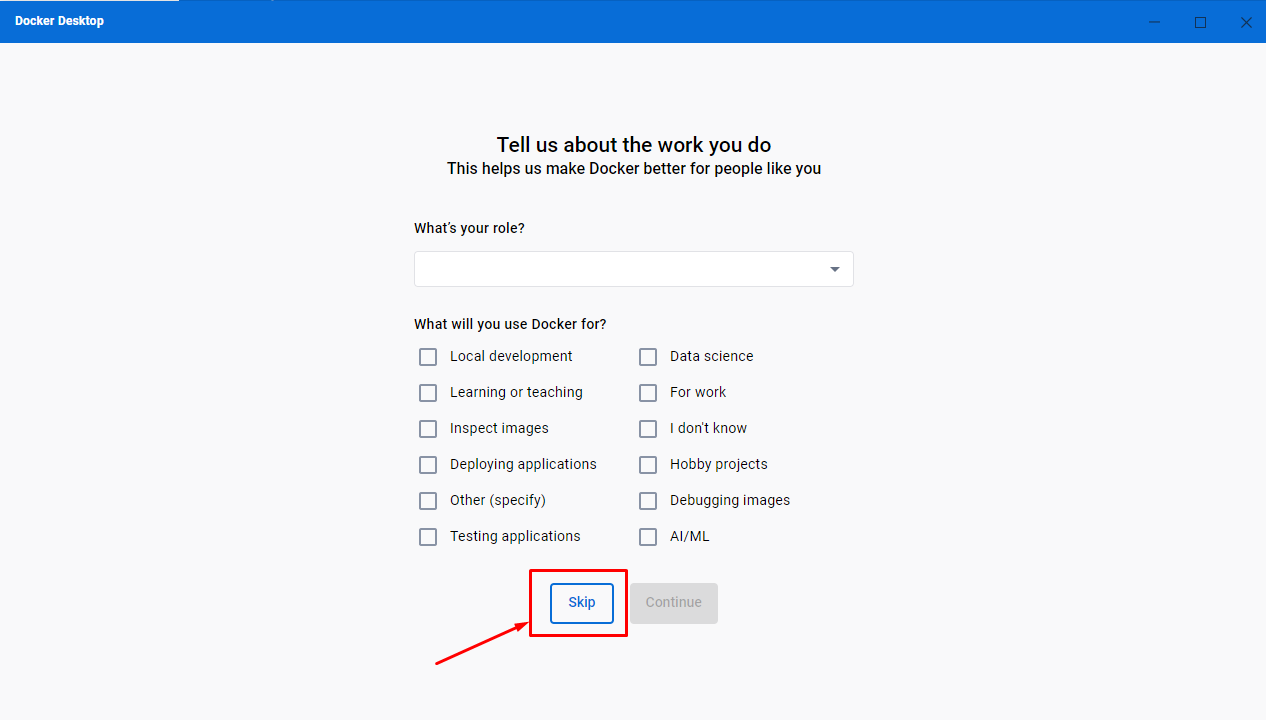 Docker Desktop
Tell us about the work you do
This helps us make Docker better for people like you
What's your role?
What will you use Docker for?
Local development
Data science
Learning or teaching
For work
Inspect images
I don't know
Deploying applications
Hobby projects
Other (specify)
Debugging images
Testing applications
AI/ML
Skip
Continue